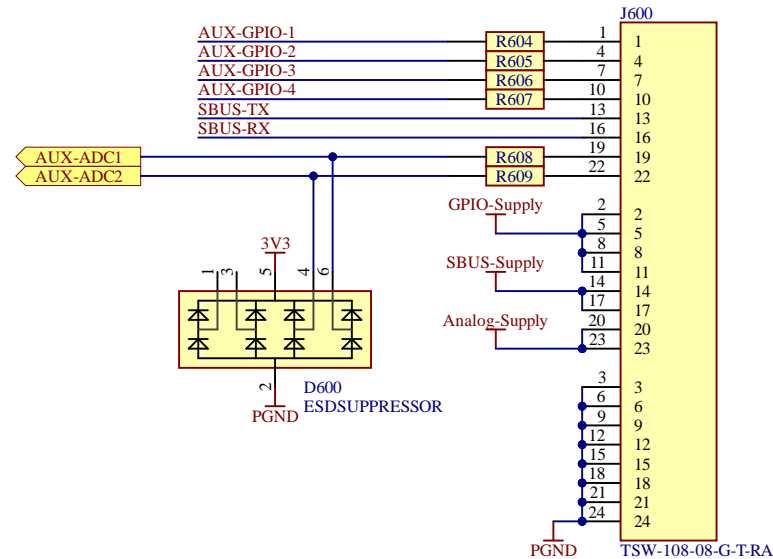 J600
AUX-GPIO-1 R604 1 1
AUX-GPIO-2 R605 4 4
AUX-GPIO-3 R606 7 7
AUX-GPIO-4 R607 10 10
SBUS-TX 13 13
SBUS-RX 16 16
AUX-ADC1 R608 19 19
AUX-ADC2 R609 22 22
GPIO-Supply 2 2
5 5
8 8
SBUS-Supply 11 11
14 14
17 17
Analog-Supply 20 20
23 23
3V3
1 3 5 4 6
2
D600
ESDSUPPRESSOR
PGND
3 3
6 6
9 9
12 12
15 15
18 18
21 21
24 24
PGND
TSW-108-08-G-T-RA